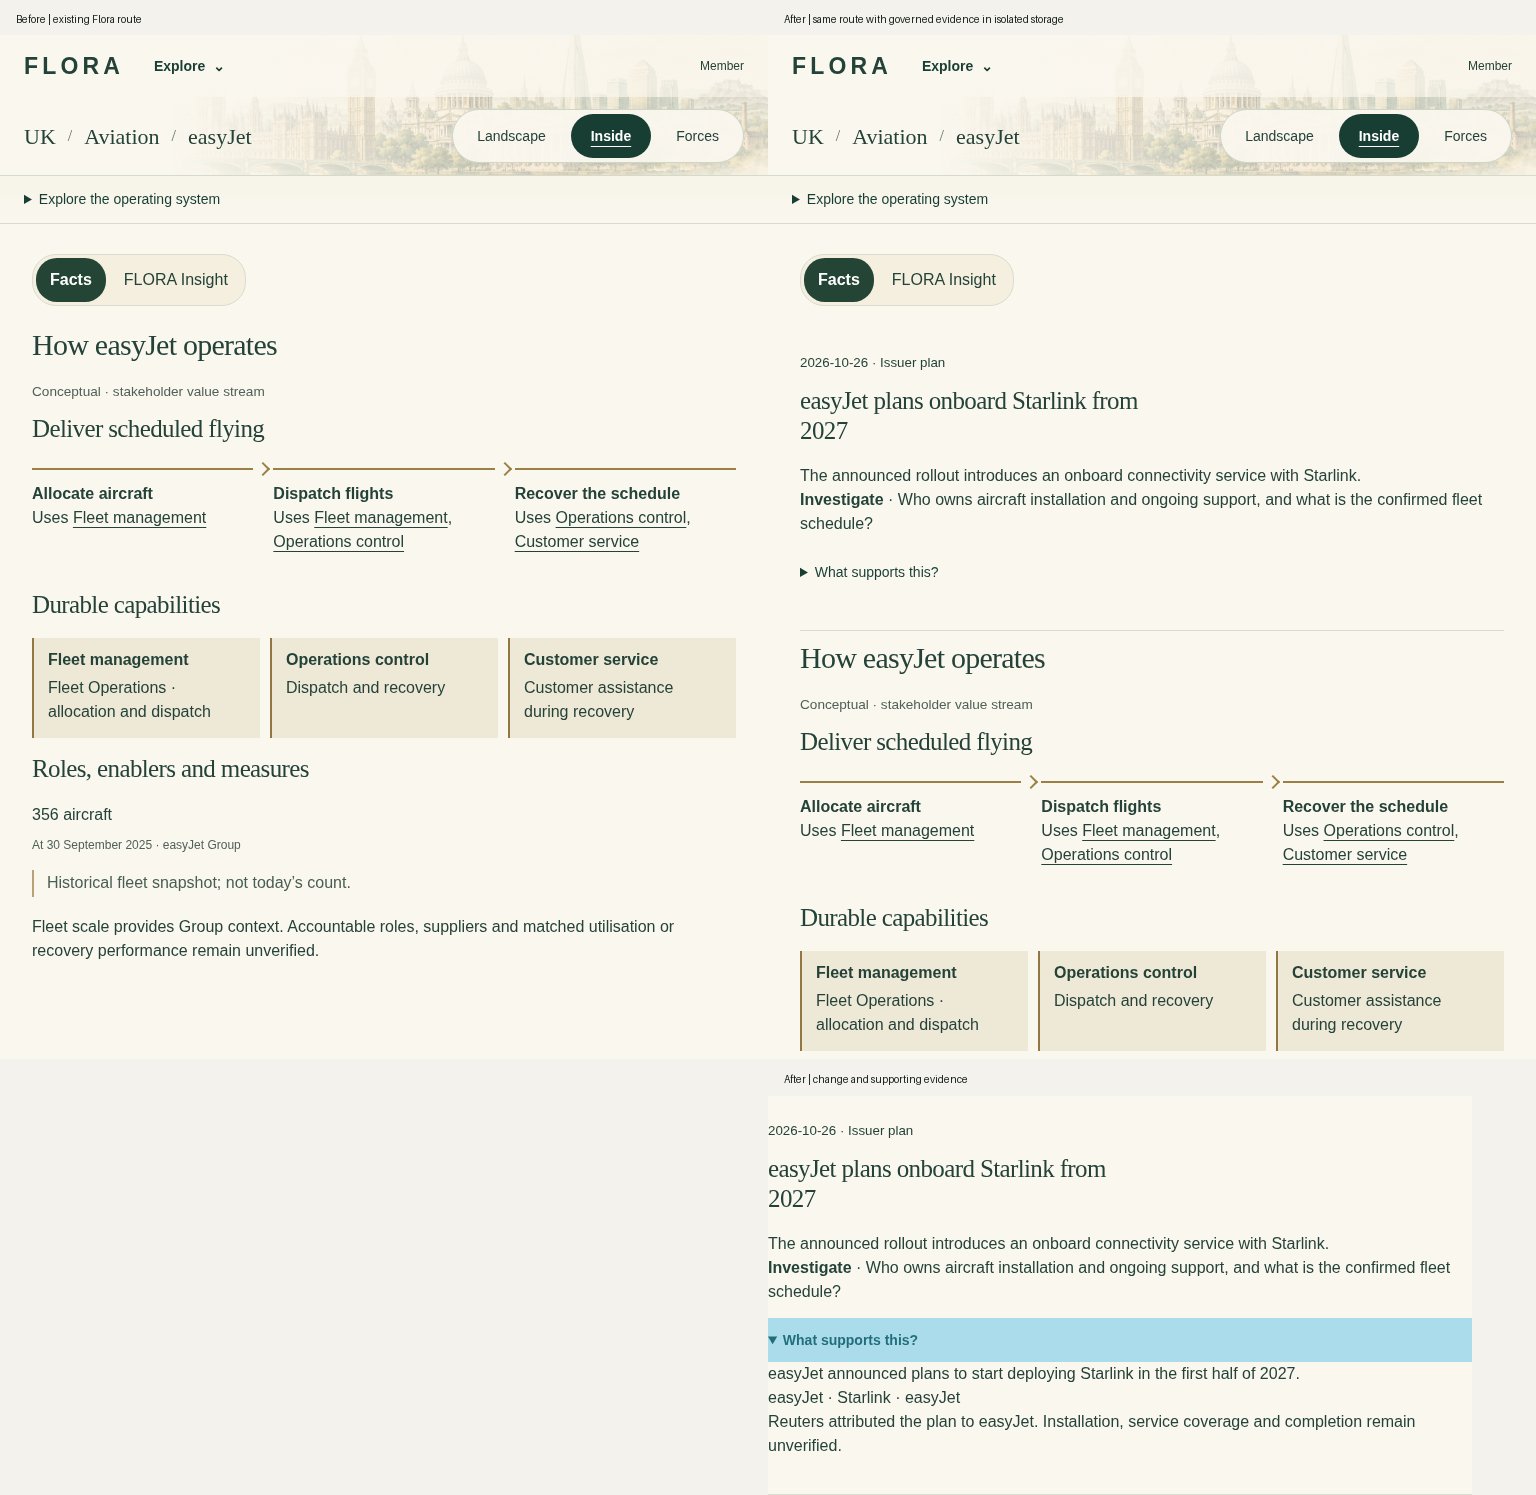 Before | existing Flora route
FLORA
Explore
Member
UK / Aviation / easyJet
Landscape
Inside
Forces
Explore the operating system
Facts
FLORA Insight
How easyJet operates
Conceptual · stakeholder value stream
Deliver scheduled flying
Allocate aircraft
Uses Fleet management
Dispatch flights
Uses Fleet management,
Operations control
Recover the schedule
Uses Operations control,
Customer service
Durable capabilities
Fleet management
Fleet Operations ·
allocation and dispatch
Operations control
Dispatch and recovery
Customer service
Customer assistance
during recovery
Roles, enablers and measures
356 aircraft
At 30 September 2025 · easyJet Group
Historical fleet snapshot; not today’s count.
Fleet scale provides Group context. Accountable roles, suppliers and matched utilisation or
recovery performance remain unverified.
After | same route with governed evidence in isolated storage
FLORA
Explore
Member
UK / Aviation / easyJet
Landscape
Inside
Forces
Explore the operating system
Facts
FLORA Insight
2026-10-26 · Issuer plan
easyJet plans onboard Starlink from
2027
The announced rollout introduces an onboard connectivity service with Starlink.
Investigate · Who owns aircraft installation and ongoing support, and what is the confirmed fleet
schedule?
What supports this?
How easyJet operates
Conceptual · stakeholder value stream
Deliver scheduled flying
Allocate aircraft
Uses Fleet management
Dispatch flights
Uses Fleet management,
Operations control
Recover the schedule
Uses Operations control,
Customer service
Durable capabilities
Fleet management
Fleet Operations ·
allocation and dispatch
Operations control
Dispatch and recovery
Customer service
Customer assistance
during recovery
After | change and supporting evidence
2026-10-26 · Issuer plan
easyJet plans onboard Starlink from
2027
The announced rollout introduces an onboard connectivity service with Starlink.
Investigate · Who owns aircraft installation and ongoing support, and what is the confirmed fleet
schedule?
What supports this?
easyJet announced plans to start deploying Starlink in the first half of 2027.
easyJet · Starlink · easyJet
Reuters attributed the plan to easyJet. Installation, service coverage and completion remain
unverified.